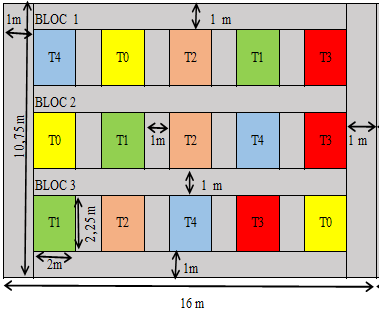 1m
BLOC 1
1 m
T4 T0 T2 T1 T3
BLOC 2
10,75 m
T0 T1 1m T2 T4 T3
1 m
BLOC 3
1 m
T1 2,25m T2 T4 T3 T0
2m
1m
16 m